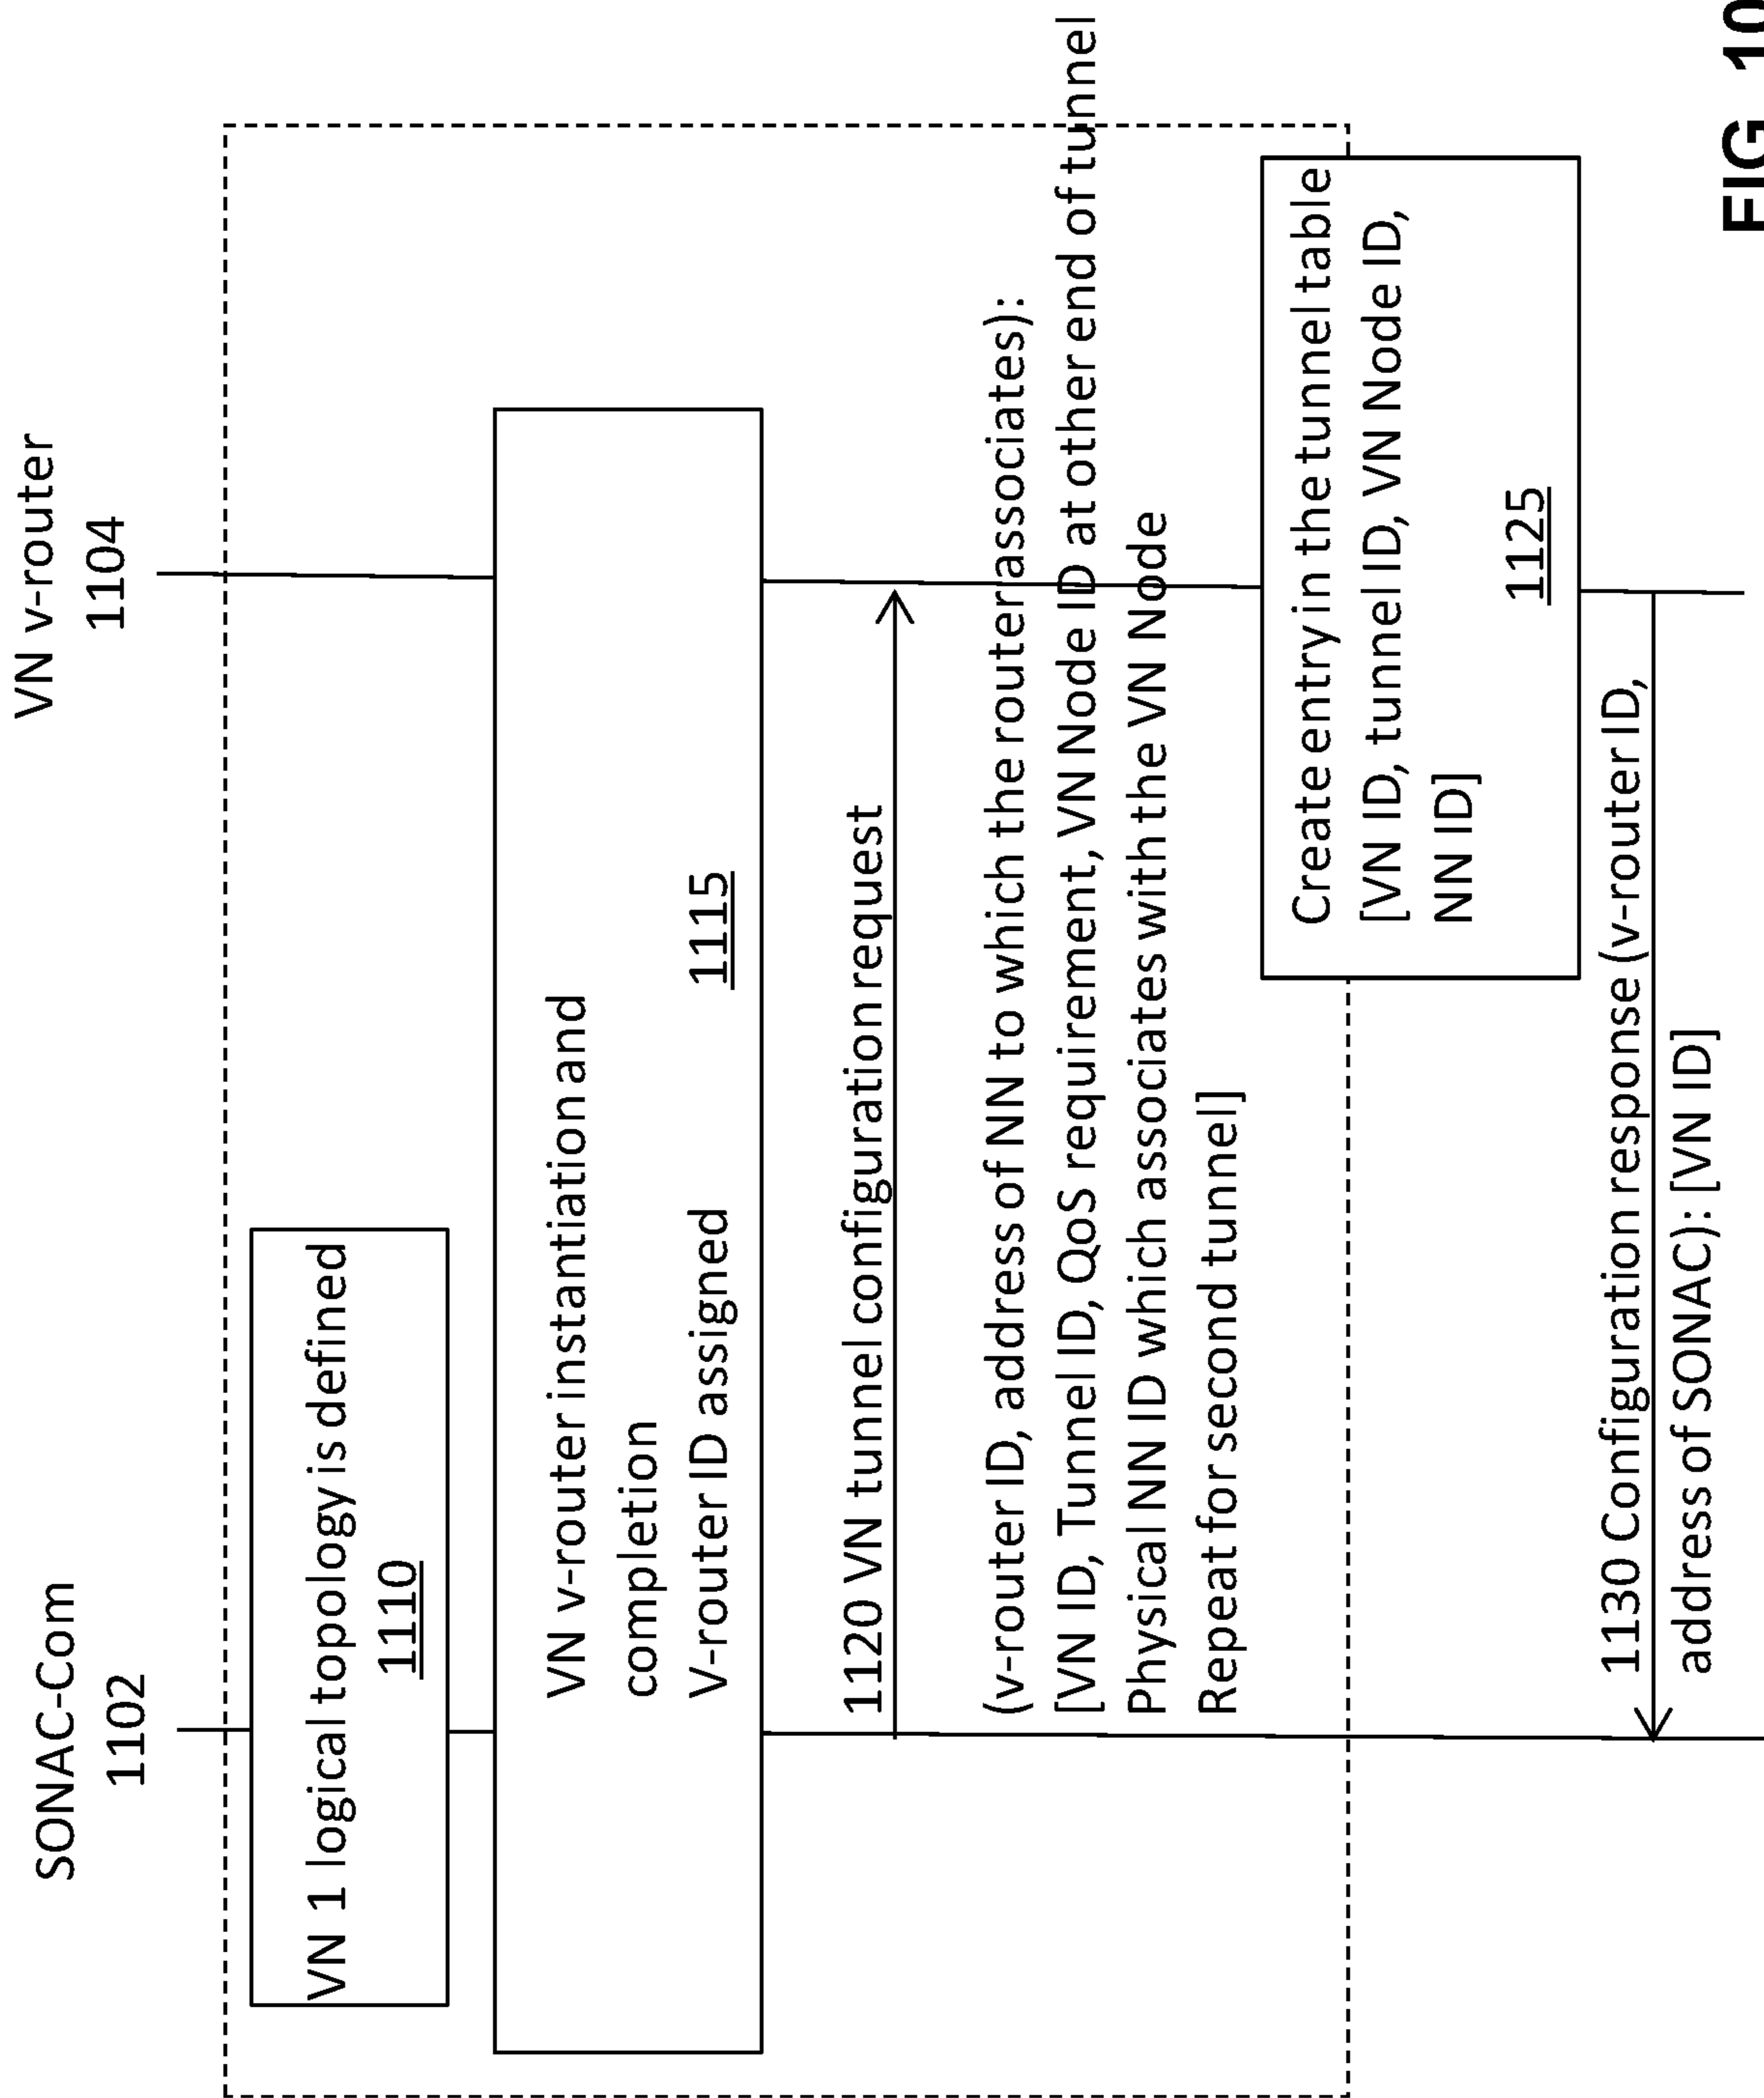 SONAC-Com
1102
VN v-router
1104
VN 1 logical topology is defined
1110
VN v-router instantiation and
completion
V-router ID assigned
1115
1120 VN tunnel configuration request
(v-router ID, address of NN to which the router associates):
[VN ID, Tunnel ID, QoS requirement, VN Node ID at other end of tunnel
Physical NN ID which associates with the VN Node
Repeat for second tunnel]
Create entry in the tunnel table
[VN ID, tunnel ID, VN Node ID,
NN ID]
1125
1130 Configuration response (v-router ID,
address of SONAC): [VN ID]
FIG 10